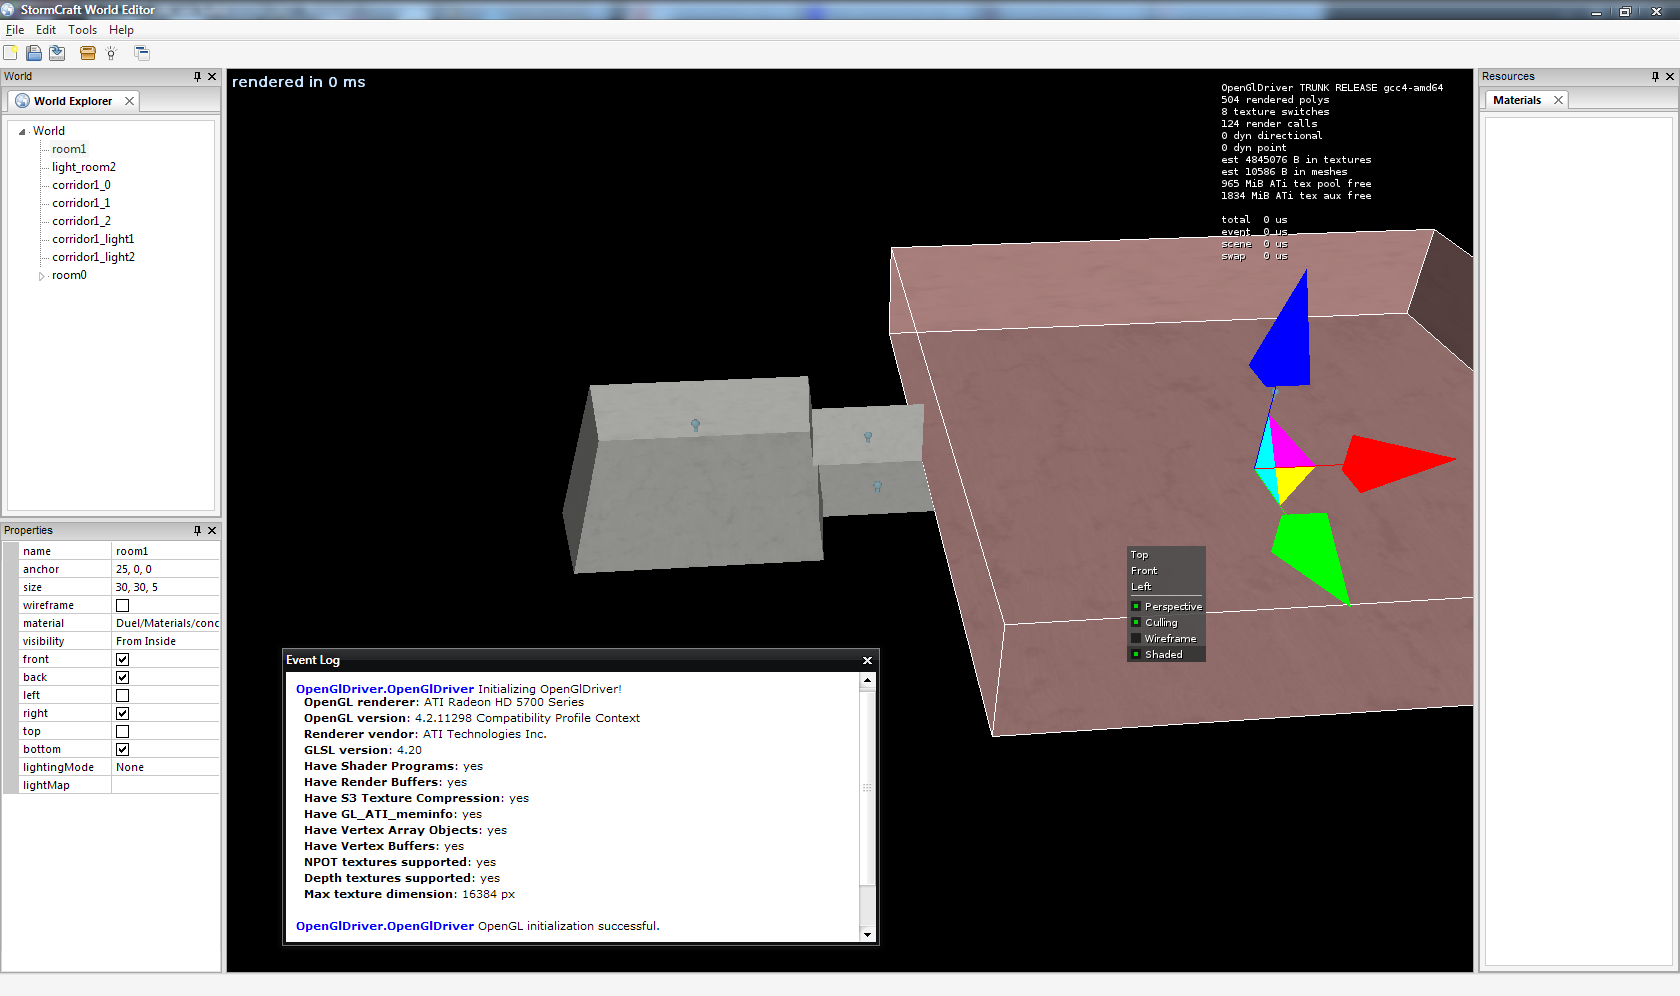 StormCraft World Editor
File Edit Tools Help
World
World Explorer
World
room1
light_room2
corridor1_0
corridor1_1
corridor1_2
corridor1_light1
corridor1_light2
room0
Properties
name room1
anchor 25, 0, 0
size 30, 30, 5
wireframe
material Duel/Materials/conc
visibility From Inside
front
back
left
right
top
bottom
lightingMode None
lightMap
rendered in 0 ms
OpenGlDriver TRUNK RELEASE gcc4-amd64
504 rendered polys
8 texture switches
124 render calls
0 dyn directional
0 dyn point
est 4845076 B in textures
est 10586 B in meshes
965 MiB ATi tex pool free
1834 MiB ATi tex aux free
total 0 us
event 0 us
scene 0 us
swap 0 us
Top
Front
Left
Perspective
Culling
Wireframe
Shaded
Event Log
OpenGlDriver.OpenGlDriver Initializing OpenGlDriver!
OpenGL renderer: ATI Radeon HD 5700 Series
OpenGL version: 4.2.11298 Compatibility Profile Context
Renderer vendor: ATI Technologies Inc.
GLSL version: 4.20
Have Shader Programs: yes
Have Render Buffers: yes
Have S3 Texture Compression: yes
Have GL_ATI_meminfo: yes
Have Vertex Array Objects: yes
Have Vertex Buffers: yes
NPOT textures supported: yes
Depth textures supported: yes
Max texture dimension: 16384 px
OpenGlDriver.OpenGlDriver OpenGL initialization successful.
Resources
Materials